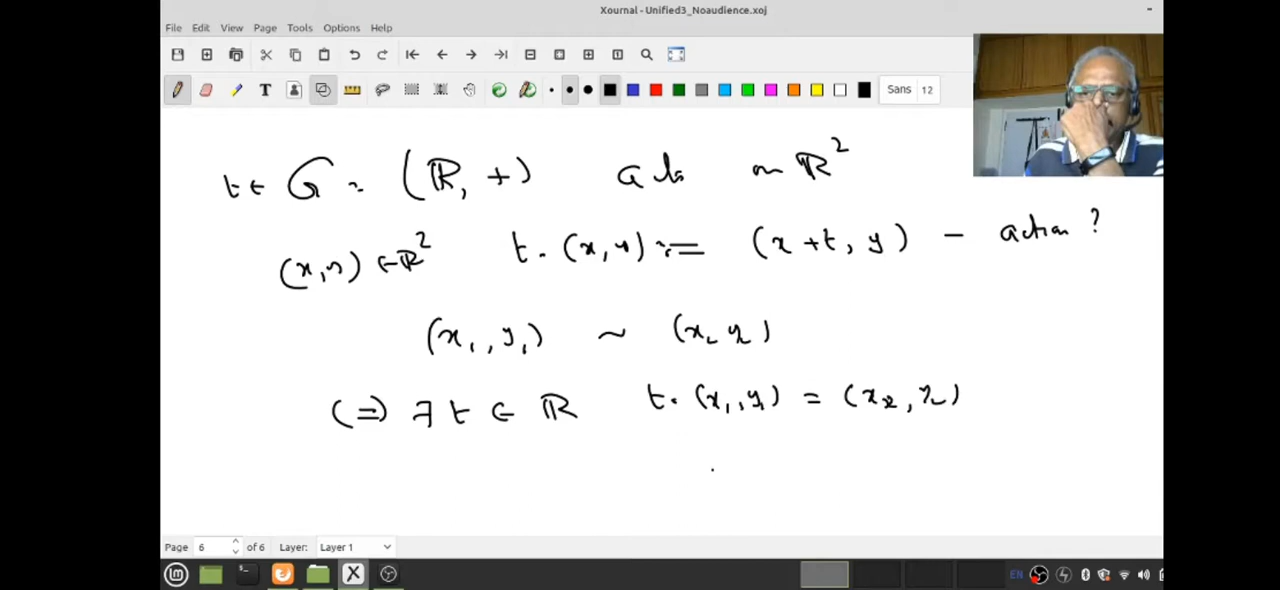 Xournal - Unified3_Noaudience.xoj
File Edit View Page Tools Options Help
Sans 12
t ∈ G = (ℝ, +) acts on ℝ²
(x, y) ∈ ℝ² t . (x, y) := (x + t, y) - action ?
(x₁, y₁) ~ (x₂ y₂)
(=) ∃ t ∈ ℝ t . (x₁, y₁) = (x₂, y₂)
Page 6 of 6 Layer: Layer 1
EN